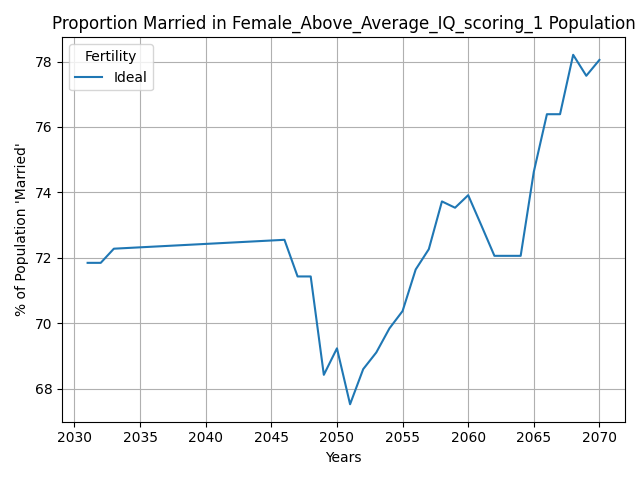 Proportion Married in Female_Above_Average_IQ_scoring_1 Population
Fertility
Ideal
% of Population 'Married'
78
76
74
72
70
68
2030 2035 2040 2045 2050 2055 2060 2065 2070
Years